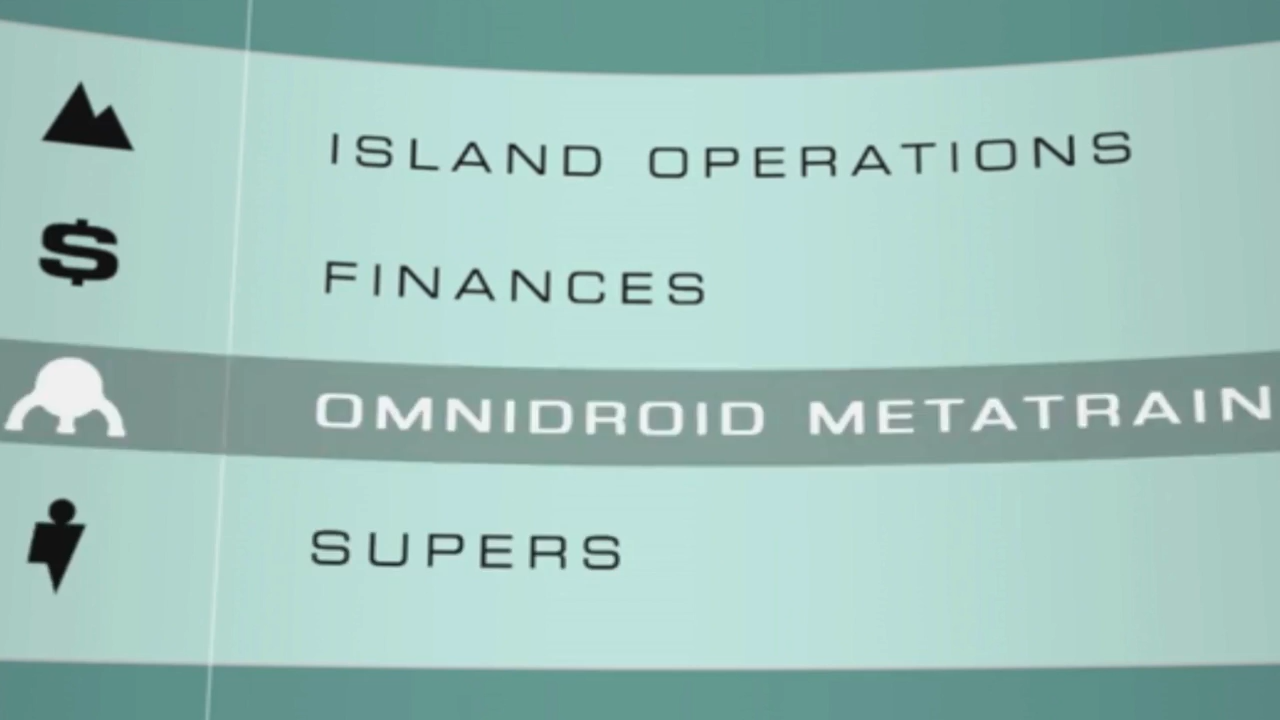 ISLAND OPERATIONS
$
FINANCES
OMNIDROID METATRAIN
SUPERS